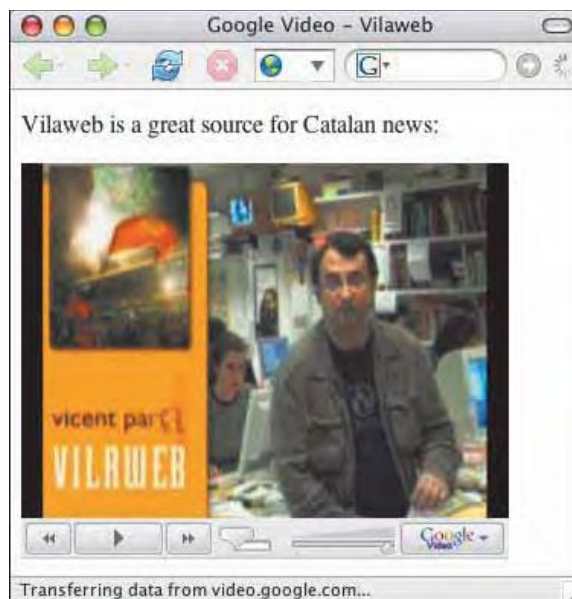 Google Video – Vilaweb
G
Vilaweb is a great source for Catalan news:
vicent par
VILAWEB
Google
Video
Transferring data from video.google.com...